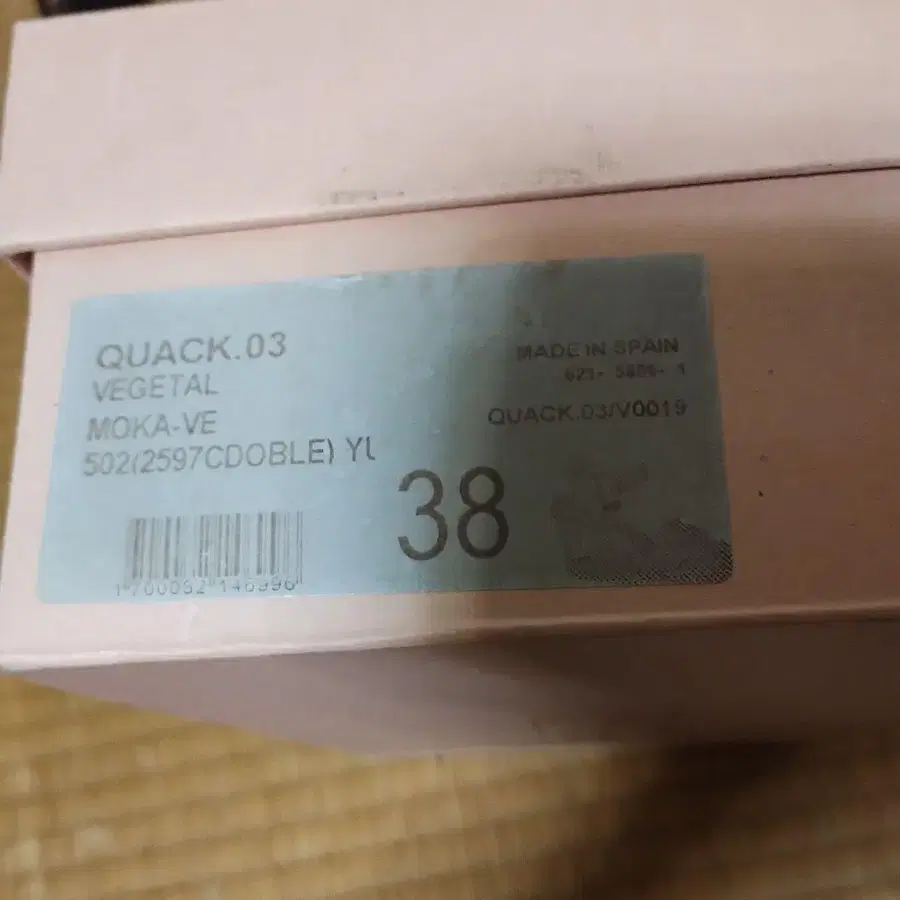 QUACK.03
VEGETAL
MOKA-VE
502(2597CDOBLE) YL
MADE IN SPAIN
QUACK.03/V0019
38